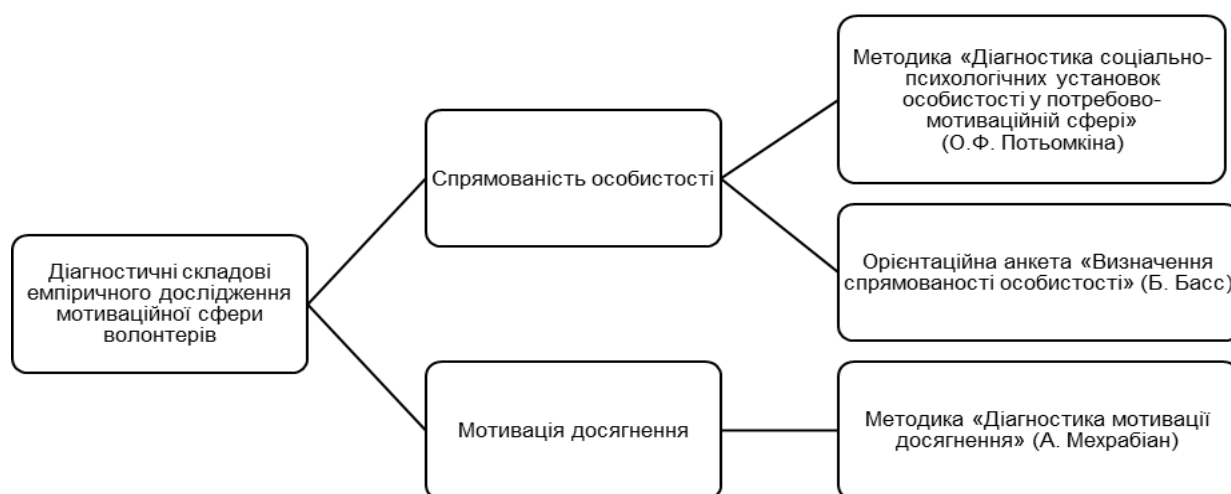 Діагностичні складові
емпіричного дослідження
мотиваційної сфери
волонтерів
Спрямованість особистості
Мотивація досягнення
Методика «Діагностика соціально-
психологічних установок
особистості у потребово-
мотиваційній сфері»
(О.Ф. Потьомкіна)
Орієнтаційна анкета «Визначення
спрямованості особистості» (Б. Басс)
Методика «Діагностика мотивації
досягнення» (А. Мехрабіан)